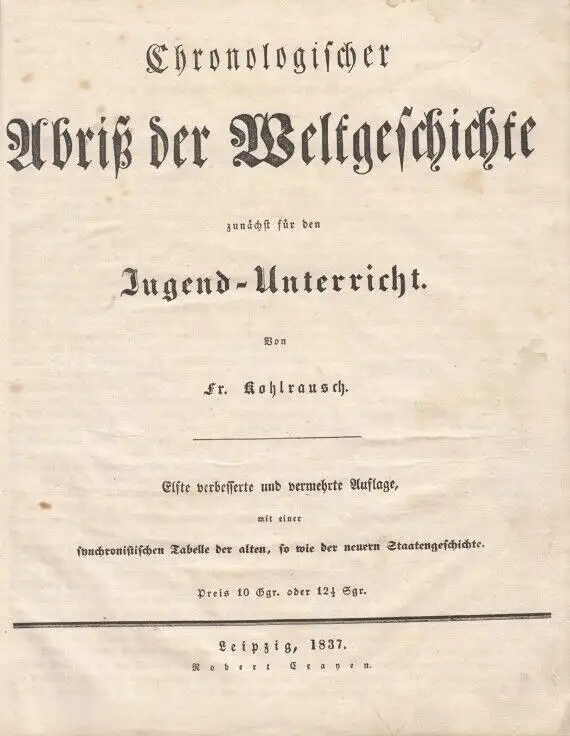 Chronologischer
Abriß der Weltgeschichte
zunächst für den
Jugend-Unterricht.
Von
Fr. Kohlrausch.
Elfte verbesserte und vermehrte Auflage,
mit einer
synchronistischen Tabelle der alten, so wie der neuern Staatengeschichte.
Preis 10 Ggr. oder 12½ Sgr.
Leipzig, 1837.
Robert Crayen.